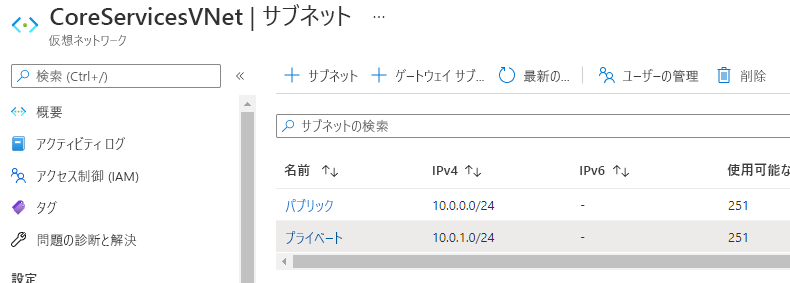 CoreServicesVNet | サブネット ...
仮想ネットワーク
検索 (Ctrl+/)
«
概要
アクティビティ ログ
アクセス制御 (IAM)
タグ
問題の診断と解決
設定
+ サブネット + ゲートウェイ サブ... 最新の... ユーザーの管理 削除
サブネットの検索
名前 ↑↓ IPv4 ↑↓ IPv6 ↑↓ 使用可能な
パブリック 10.0.0.0/24 - 251
プライベート 10.0.1.0/24 - 251